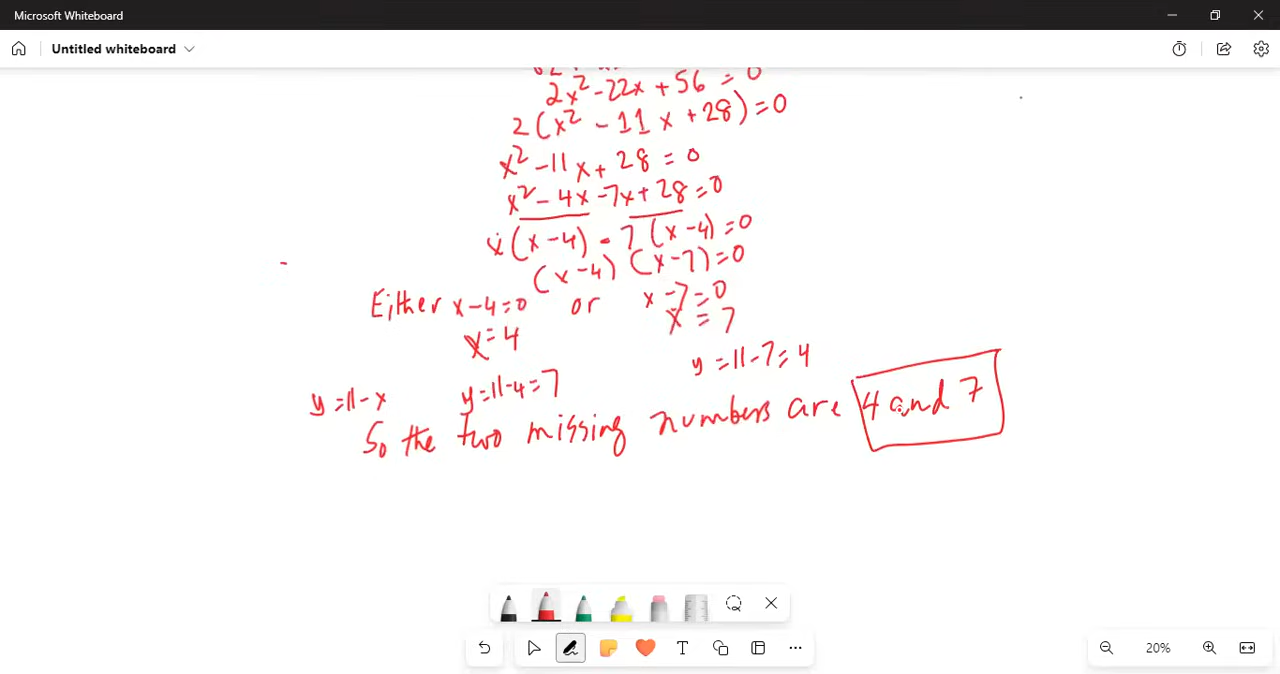 Microsoft Whiteboard
Untitled whiteboard
2x² - 22x + 56 = 0
2(x² - 11x + 28) = 0
x² - 11x + 28 = 0
x² - 4x - 7x + 28 = 0
x(x-4) - 7(x-4) = 0
(x-4) (x-7) = 0
Either x-4=0 or x-7=0
x=4 x = 7
y = 11-7 = 4
y = 11-x y = 11-4 = 7
So the two missing numbers are 4 and 7
20%